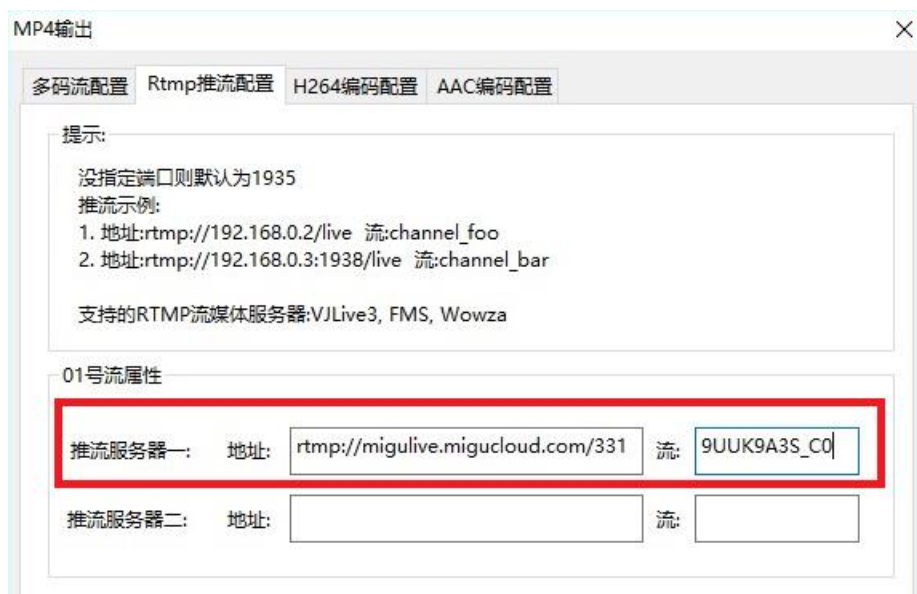 MP4输出
多码流配置 Rtmp推流配置 H264编码配置 AAC编码配置
提示:
没指定端口则默认为1935
推流示例:
1. 地址:rtmp://192.168.0.2/live 流:channel_foo
2. 地址:rtmp://192.168.0.3:1938/live 流:channel_bar
支持的RTMP流媒体服务器:VJLive3, FMS, Wowza
01号流属性
推流服务器一: 地址: rtmp://migulive.migucloud.com/331 流: 9UUK9A3S_C0
推流服务器二: 地址: 流: